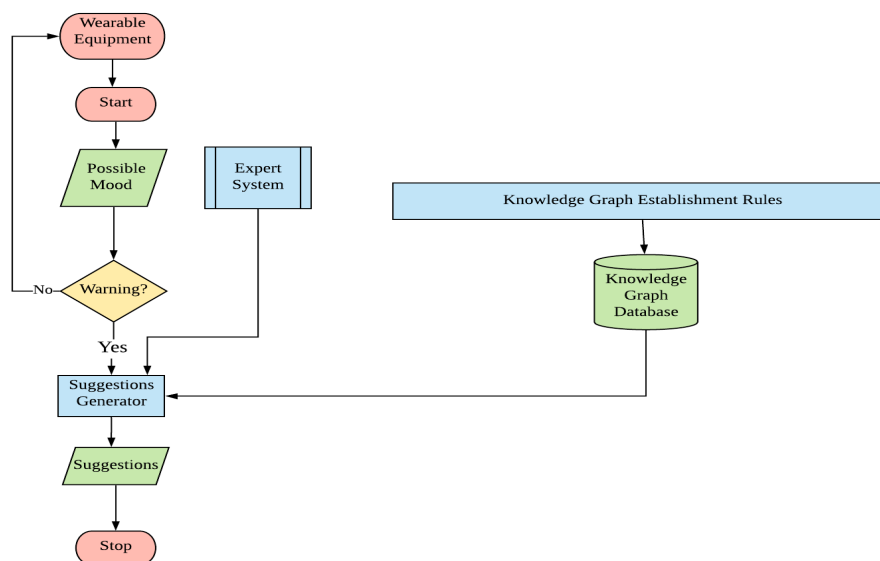 Wearable
Equipment
Start
Possible
Mood
Expert
System
Knowledge Graph Establishment Rules
Warning?
No
Knowledge
Graph
Database
Yes
Suggestions
Generator
Suggestions
Stop